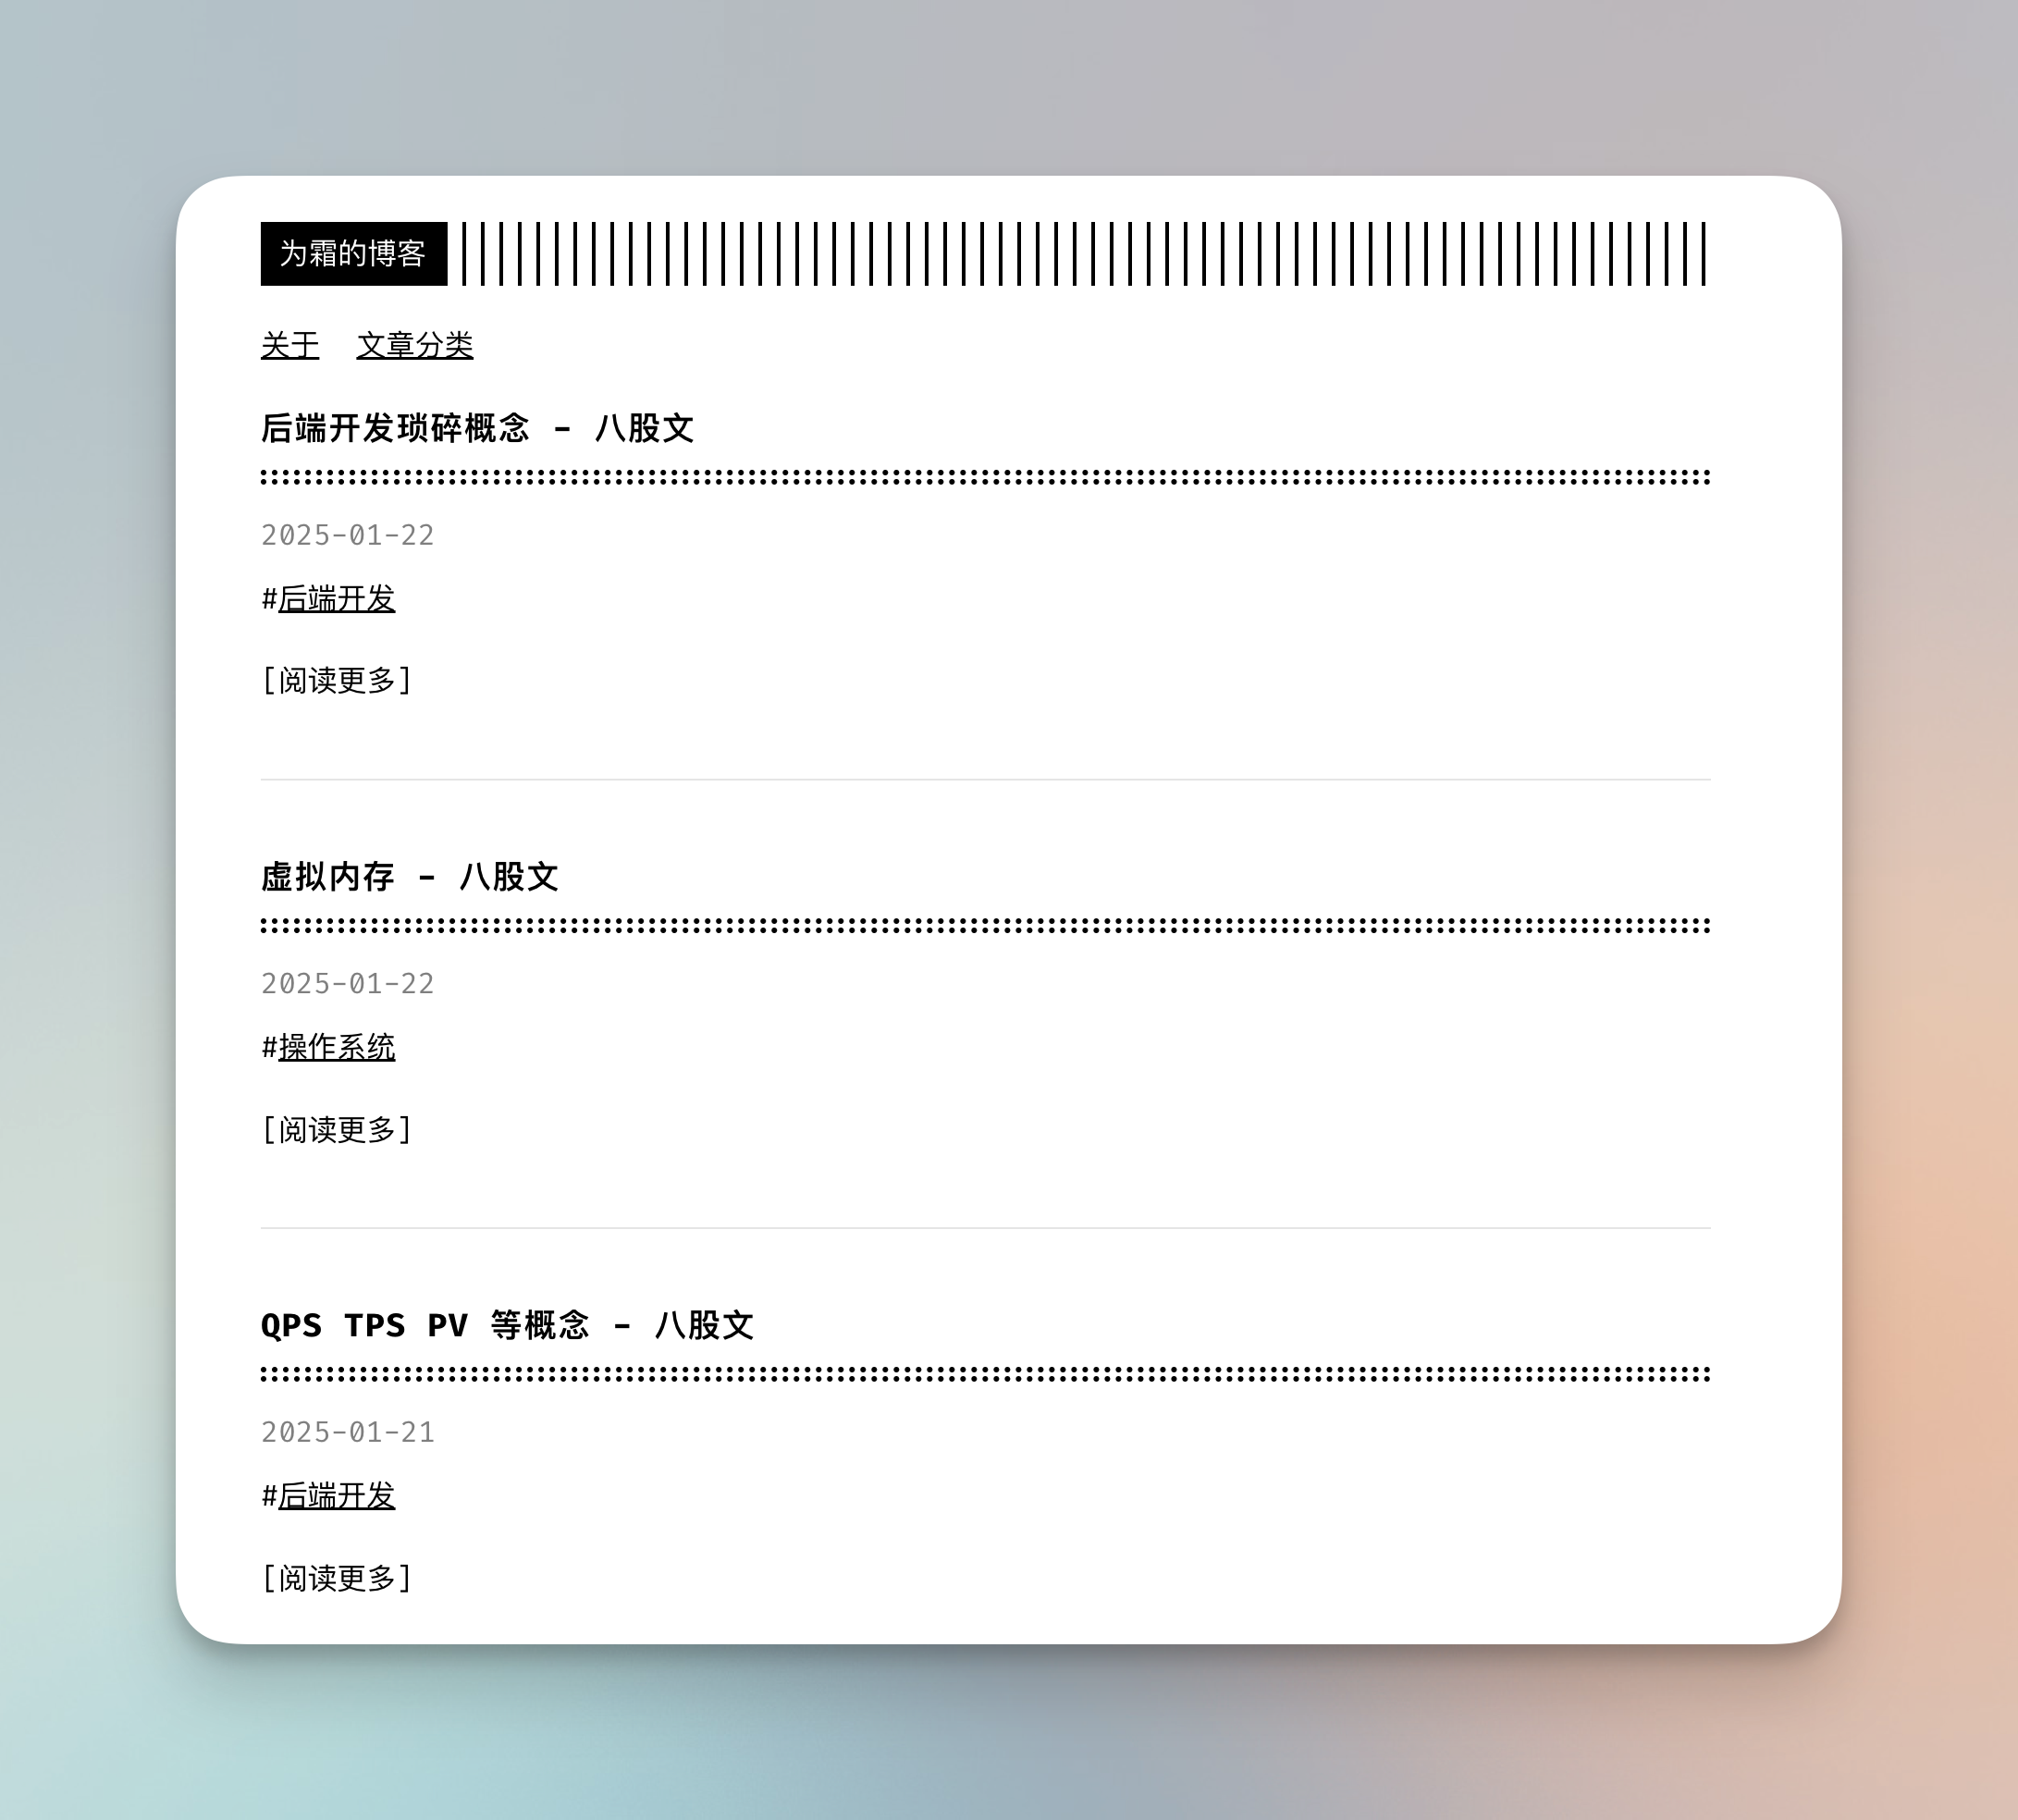 为霜的博客
关于 文章分类
后端开发琐碎概念 - 八股文
2025-01-22
#后端开发
[阅读更多]
虚拟内存 - 八股文
2025-01-22
#操作系统
[阅读更多]
QPS TPS PV 等概念 - 八股文
2025-01-21
#后端开发
[阅读更多]